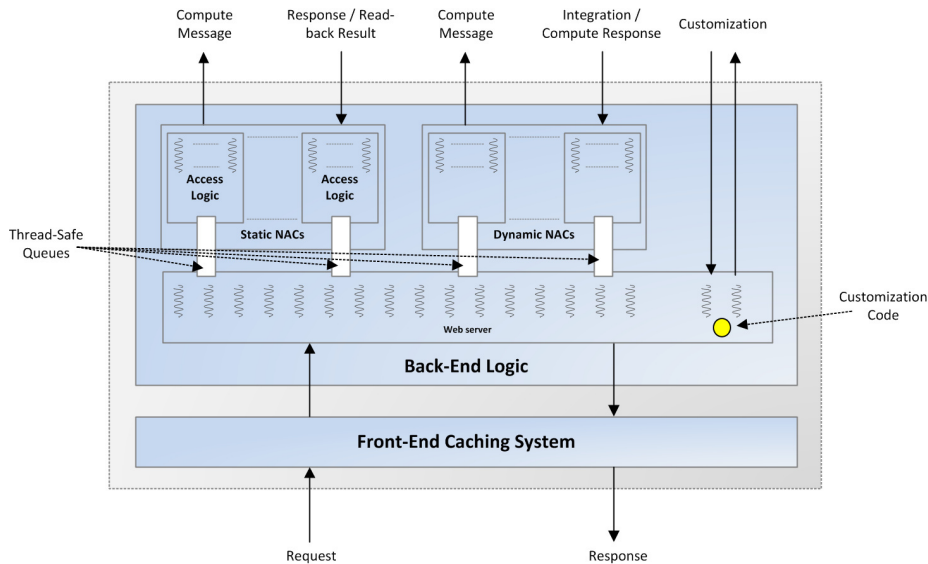 Compute
Message
Response / Read-
back Result
Compute
Message
Integration /
Compute Response
Customization
Access
Logic
Access
Logic
Static NACs
Dynamic NACs
Thread-Safe
Queues
Customization
Code
Web server
Back-End Logic
Front-End Caching System
Request
Response